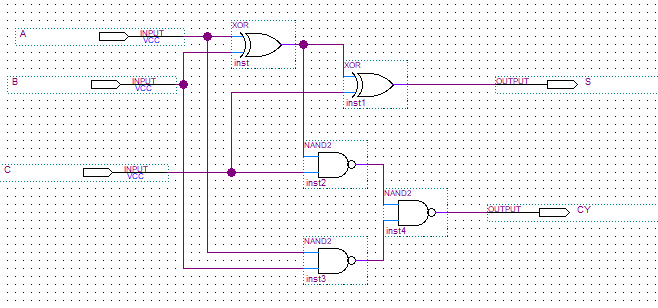 XOR
A INPUT
VCC
inst
B INPUT
VCC
XOR
OUTPUT S
inst1
NAND2
C INPUT
VCC
inst2
NAND2
OUTPUT CY
inst4
NAND2
inst3